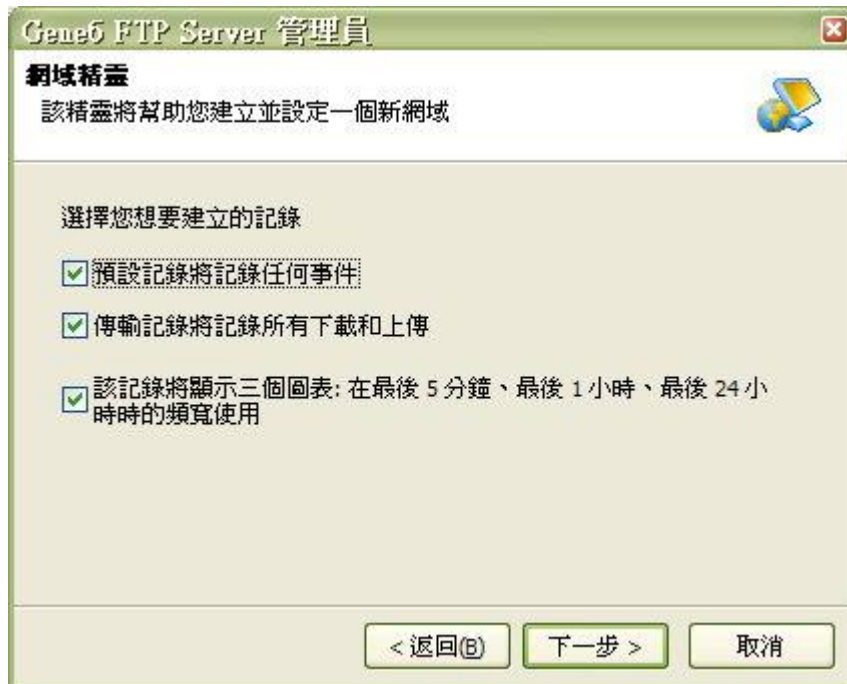 Gene6 FTP Server 管理員
網域精靈
該精靈將幫助您建立並設定一個新網域
選擇您想要建立的記錄
預設記錄將記錄任何事件
傳輸記錄將記錄所有下載和上傳
該記錄將顯示三個圖表: 在最後 5 分鐘、最後 1 小時、最後 24 小
時時的頻寬使用
< 返回(B)
下一步 >
取消